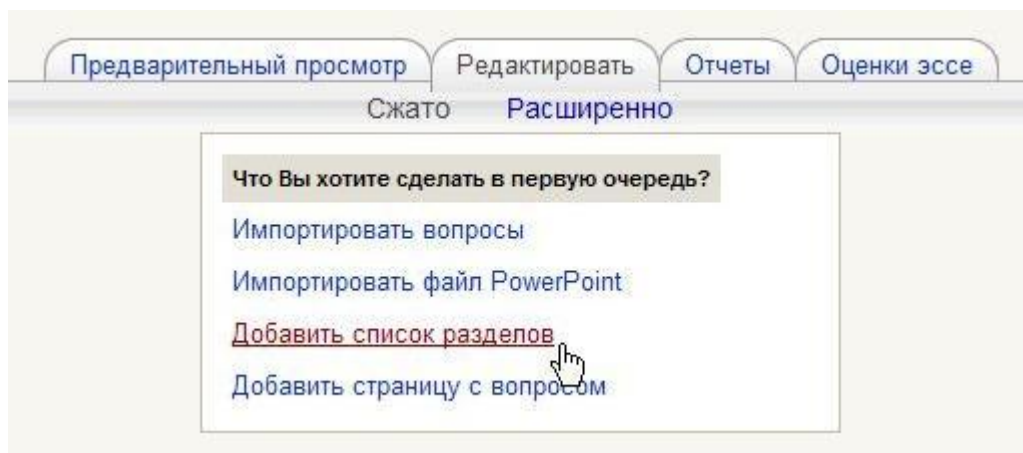 Предварительный просмотр Редактировать Отчеты Оценки эссе
Сжато Расширенно
Что Вы хотите сделать в первую очередь?
Импортировать вопросы
Импортировать файл PowerPoint
Добавить список разделов
Добавить страницу с вопросом